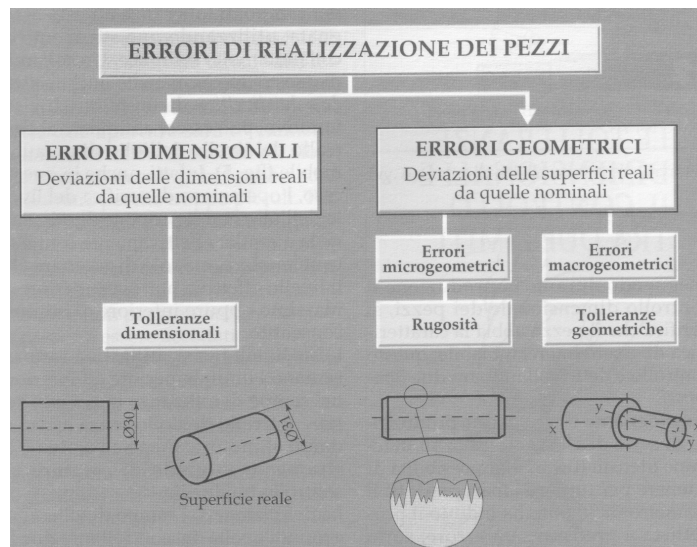 ERRORI DI REALIZZAZIONE DEI PEZZI
ERRORI DIMENSIONALI
Deviazioni delle dimensioni reali
da quelle nominali
ERRORI GEOMETRICI
Deviazioni delle superfici reali
da quelle nominali
Errori
microgeometrici
Errori
macrogeometrici
Tolleranze
dimensionali
Rugosità
Tolleranze
geometriche
Ø30
Ø31
Superficie reale
x
y
x
y